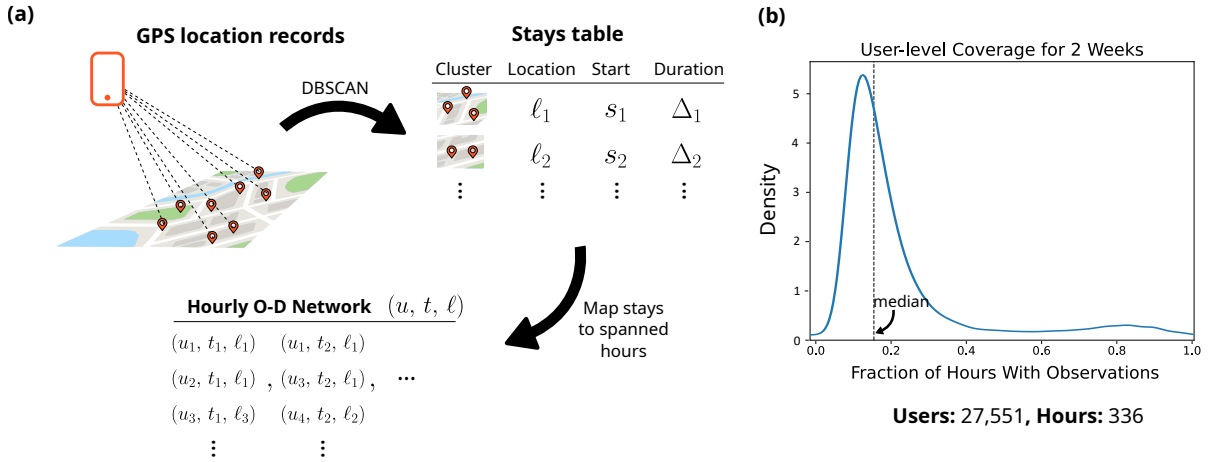 (a)
GPS location records
DBSCAN
Stays table
Cluster Location Start Duration
ℓ₁ s₁ Δ₁
ℓ₂ s₂ Δ₂
⋮ ⋮ ⋮ ⋮
Map stays
to spanned
hours
Hourly O-D Network (u, t, ℓ)
(u₁, t₁, ℓ₁) (u₁, t₂, ℓ₁)
(u₂, t₁, ℓ₁) , (u₃, t₂, ℓ₁), ...
(u₃, t₁, ℓ₃) (u₄, t₂, ℓ₂)
⋮ ⋮
(b)
User-level Coverage for 2 Weeks
Density
5
4
3
2
1
0
median
0.0 0.2 0.4 0.6 0.8 1.0
Fraction of Hours With Observations
Users: 27,551, Hours: 336